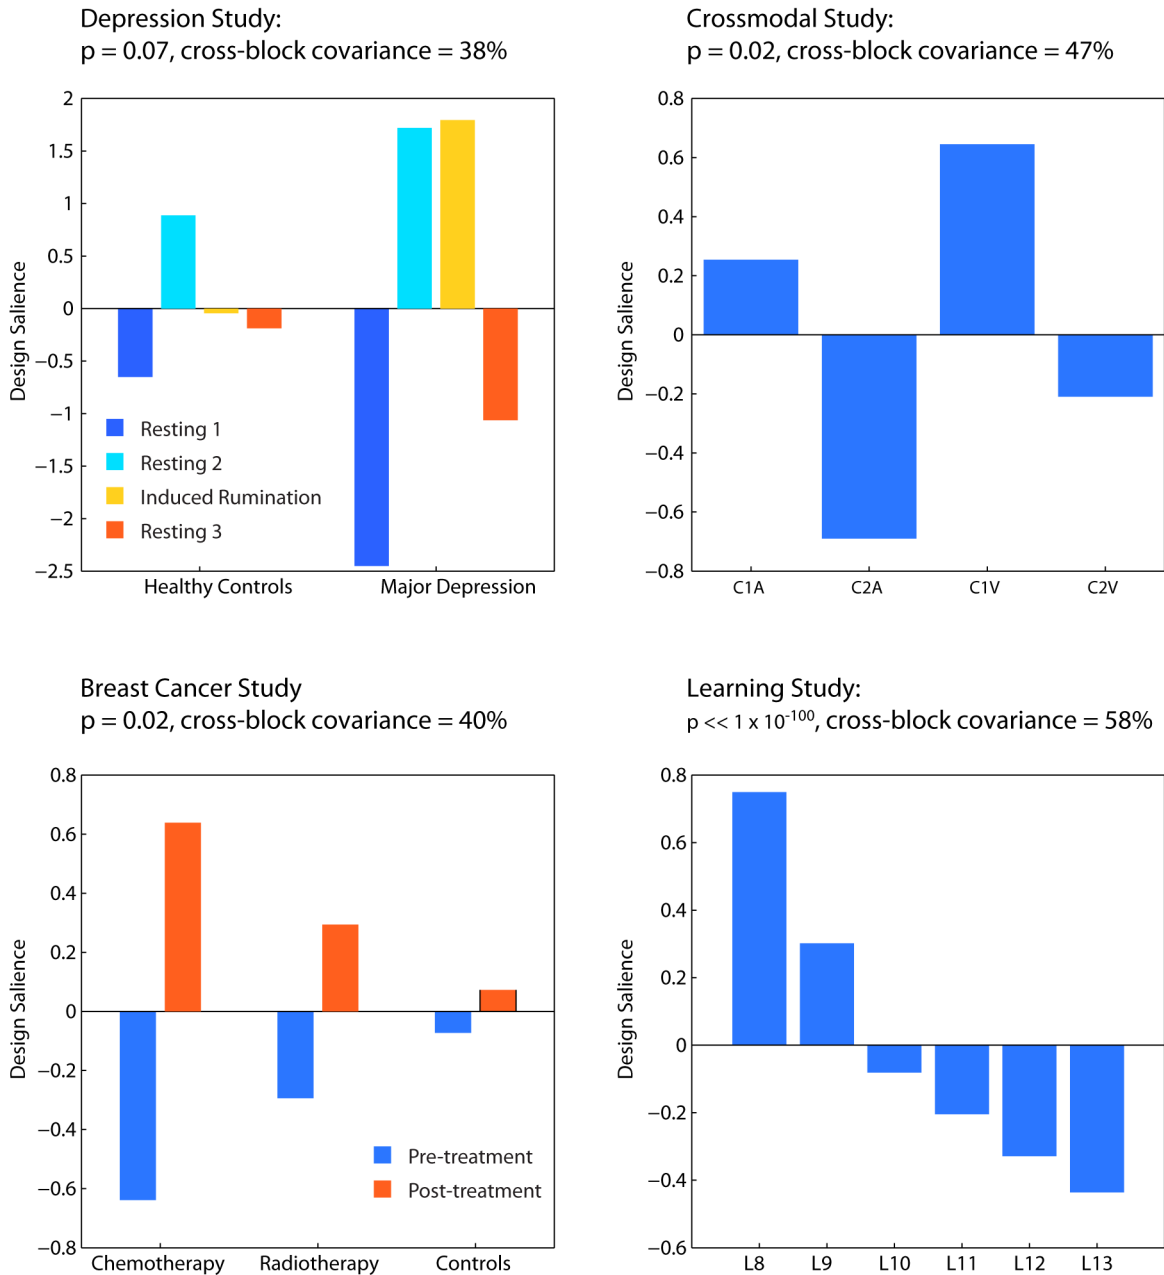 Depression Study:
p = 0.07, cross-block covariance = 38%
2
1.5
1
0.5
0
−0.5
−1
−1.5
−2
−2.5
Design Salience
Resting 1
Resting 2
Induced Rumination
Resting 3
Healthy Controls
Major Depression
Crossmodal Study:
p = 0.02, cross-block covariance = 47%
0.8
0.6
0.4
0.2
0
−0.2
−0.4
−0.6
−0.8
Design Salience
C1A
C2A
C1V
C2V
Breast Cancer Study
p = 0.02, cross-block covariance = 40%
0.8
0.6
0.4
0.2
0
−0.2
−0.4
−0.6
−0.8
Design Salience
Pre-treatment
Post-treatment
Chemotherapy
Radiotherapy
Controls
Learning Study:
p << 1 x 10⁻¹⁰⁰, cross-block covariance = 58%
0.8
0.6
0.4
0.2
0
−0.2
−0.4
−0.6
Design Salience
L8
L9
L10
L11
L12
L13